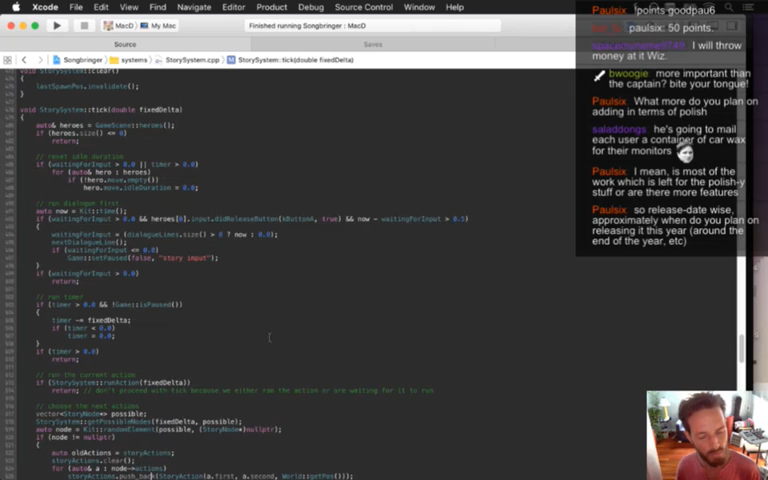 Xcode File Edit View Find Navigate Editor Product Debug Source Control Window Help
MacD My Mac
Finished running Songbringer : MacD
Source
Saves
Songbringer systems StorySystem.cpp StorySystem::tick(double fixedDelta)
void StorySystem::clear()
{
lastSpawnPos.invalidate();
}
void StorySystem::tick(double fixedDelta)
{
auto& heroes = GameScene::heroes();
if (heroes.size() <= 0)
return;
// reset idle duration
if (waitingForInput > 0.0 || timer > 0.0)
for (auto& hero : heroes)
if (!hero.move.empty())
hero.move.idleDuration = 0.0;
// run dialogue first
auto now = Kit::time();
if (waitingForInput > 0.0 && heroes[0].input.didReleaseButton(kButtonA, true) && now - waitingForInput > 0.5)
{
waitingForInput = (dialogueLines.size() > 0 ? now : 0.0);
nextDialogueLine();
if (waitingForInput <= 0.0)
Game::setPaused(false, "story input");
}
if (waitingForInput > 0.0)
return;
// run timer
if (timer > 0.0 && !Game::isPaused())
{
timer -= fixedDelta;
if (timer < 0.0)
timer = 0.0;
}
if (timer > 0.0)
return;
// run the current action
if (StorySystem::runAction(fixedDelta))
return; // don't proceed with tick because we either ran the action or are waiting for it to run
// choose the next actions
vector<StoryNode*> possible;
StorySystem::getPossibleNodes(fixedDelta, possible);
auto node = Kit::randomElement(possible, (StoryNode*)nullptr);
if (node != nullptr)
{
auto oldActions = storyActions;
storyActions.clear();
for (auto& a : node->actions)
storyActions.push_back(StoryAction(a.first, a.second, World::getPos()));
Paulsix !points goodpau6
paulsix: 50 points.
I will throw
money at it Wiz.
bwoogie more important than
the captain? bite your tongue!
Paulsix What more do you plan on
adding in terms of polish
saladdongs he's going to mail
each user a container of car wax
for their monitors
Paulsix I mean, is most of the
work which is left for the polish-y
stuff or are there more features
Paulsix so release-date wise,
approximately when do you plan on
releasing it this year (around the
end of the year, etc)